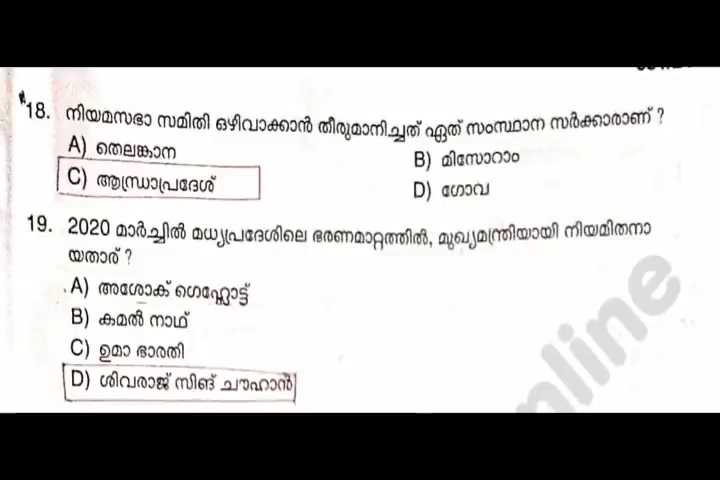 18. നിയമസഭാ സമിതി ഒഴിവാക്കാൻ തീരുമാനിച്ചത് ഏത് സംസ്ഥാന സർക്കാരാണ് ?
A) തെലങ്കാന
B) മിസോറാം
C) ആന്ധ്രാപ്രദേശ്
D) ഗോവ
19. 2020 മാർച്ചിൽ മധ്യപ്രദേശിലെ ഭരണമാറ്റത്തിൽ, മുഖ്യമന്ത്രിയായി നിയമിതനാ
യതാര് ?
A) അശോക് ഗെഹ്ലോട്ട്
B) കമൽ നാഥ്
C) ഉമാ ഭാരതി
D) ശിവരാജ് സിങ് ചൗഹാൻ
nline